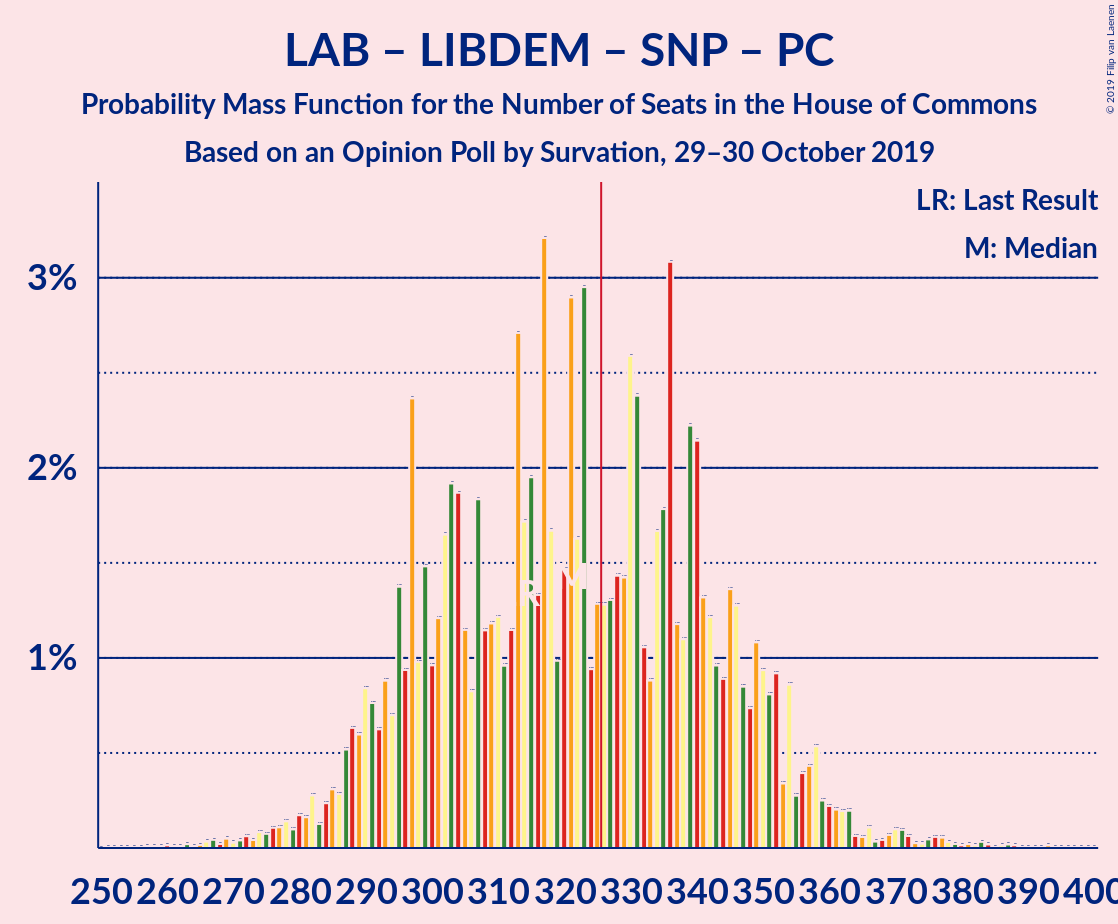 LAB – LIBDEM – SNP – PC
Probability Mass Function for the Number of Seats in the House of Commons
Based on an Opinion Poll by Survation, 29–30 October 2019
© 2019 Filip van Laenen
LR: Last Result
M: Median
3%
2%
1%
250 260 270 280 290 300 310 320 330 340 350 360 370 380 390 400